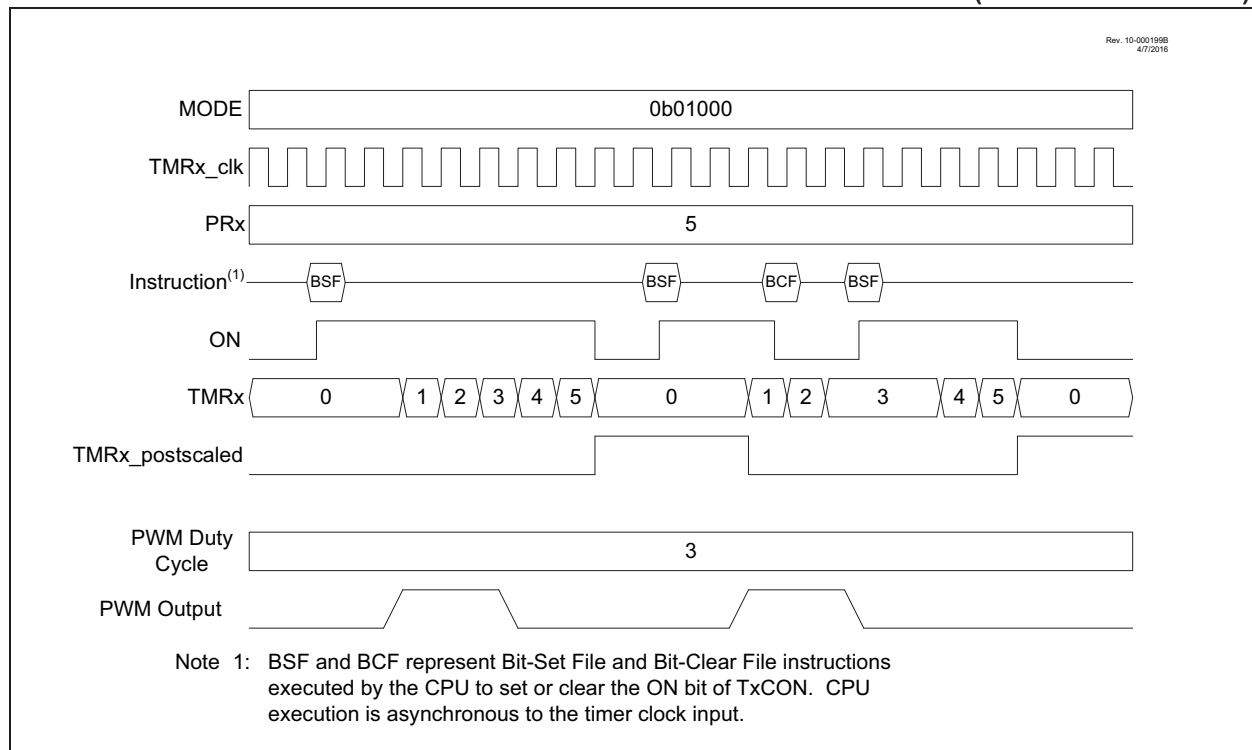 Rev. 10-000199B
4/7/2016
MODE 0b01000
TMRx_clk
PRx 5
Instruction(1) BSF BSF BCF BSF
ON
TMRx 0 1 2 3 4 5 0 1 2 3 4 5 0
TMRx_postscaled
PWM Duty
Cycle 3
PWM Output
Note 1: BSF and BCF represent Bit-Set File and Bit-Clear File instructions
executed by the CPU to set or clear the ON bit of TxCON. CPU
execution is asynchronous to the timer clock input.